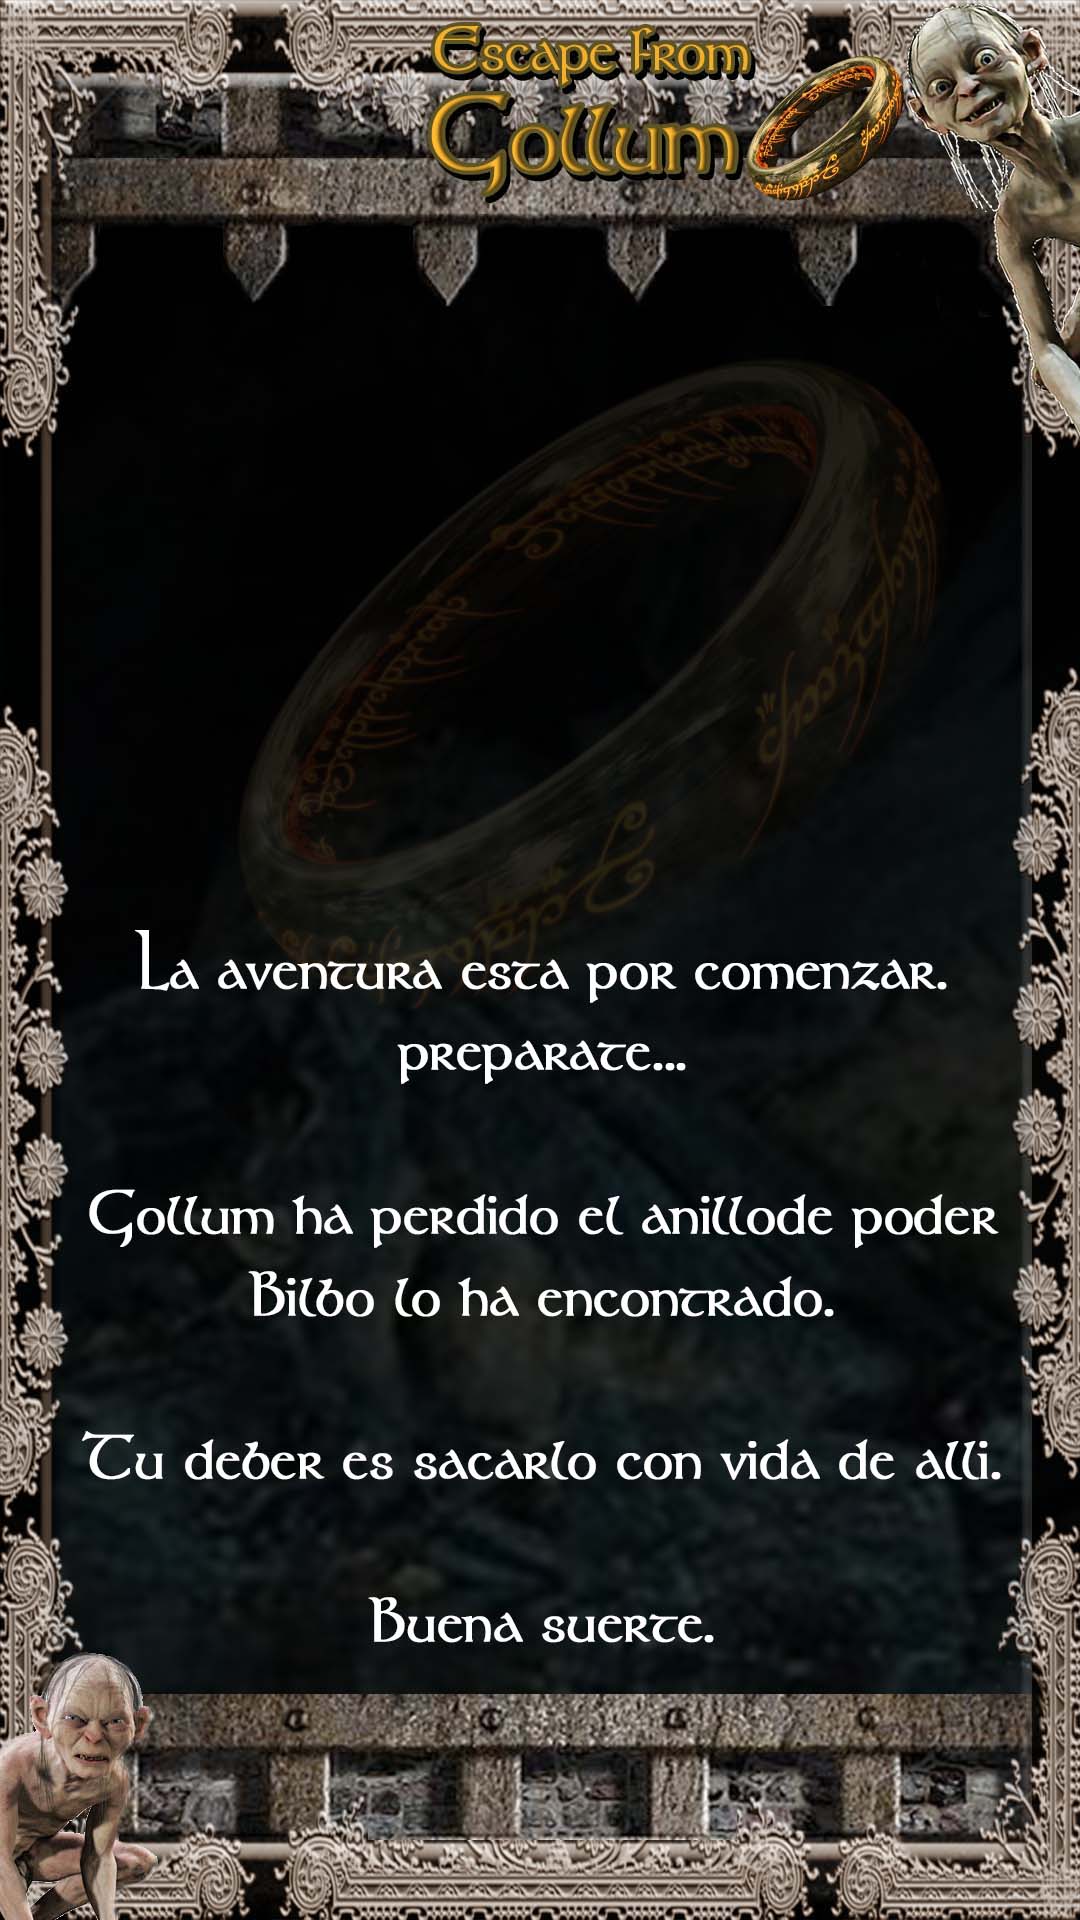 Escape from
Gollum
La aventura esta por comenzar.
preparate...
Gollum ha perdido el anillode poder
Bilbo lo ha encontrado.
Tu deber es sacarlo con vida de alli.
Buena suerte.